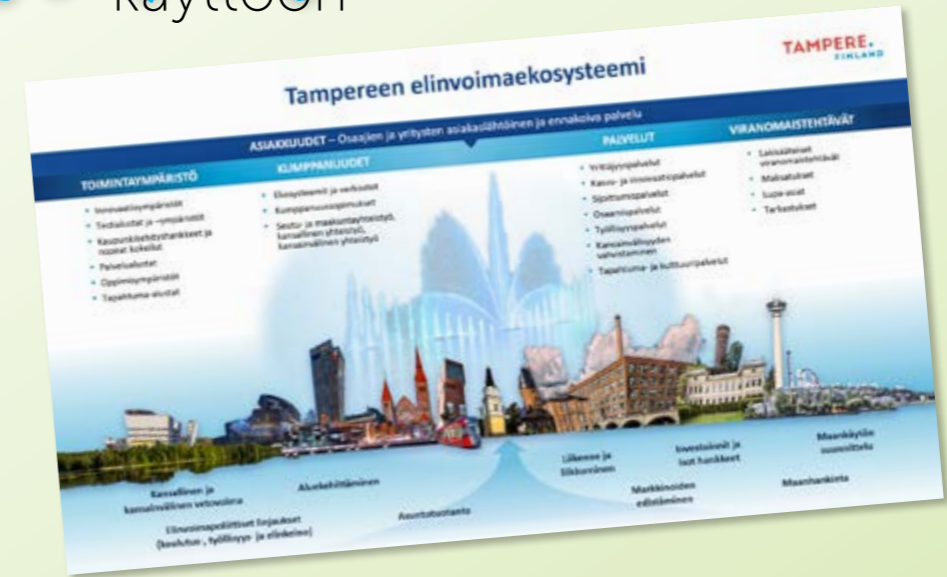 käyttöön
TAMPERE.
FINLAND
Tampereen elinvoimaekosysteemi
ASIAKKUUDET – Osaajien ja yritysten asiakaslähtöinen ja ennakoiva palvelu
TOIMINTAYMPÄRISTÖ
• Innovaatioympäristöt
• Testialustat ja –ympäristöt
• Kaupunkikehityshankkeet ja
nopeat kokeilut
• Palvelualustat
• Oppimisympäristöt
• Tapahtuma-alustat
KUMPPANUUDET
• Ekosysteemit ja verkostot
• Kumppanuussopimukset
• Seutu- ja maakuntayhteistyö,
kansallinen yhteistyö,
kansainvälinen yhteistyö
PALVELUT
• Yrittäjyyspalvelut
• Kasvu- ja innovaatiopalvelut
• Sijoittumispalvelut
• Osaamispalvelut
• Työllisyyspalvelut
• Kansainvälisyyden
vahvistaminen
• Tapahtuma- ja kulttuuripalvelut
VIRANOMAISTEHTÄVÄT
• Lakisääteiset
viranomaistehtävät
• Maksatukset
• Lupa-asiat
• Tarkastukset
Kansallinen ja
kansainvälinen vetovoima
Aluekehittäminen
Liikenne ja
liikkuminen
Investoinnit ja
isot hankkeet
Maankäytön
suunnittelu
Elinvoimapoliittiset linjaukset
(koulutus-, työllisyys- ja elinkeino)
Asuntotuotanto
Markkinoiden
edistäminen
Maanhankinta